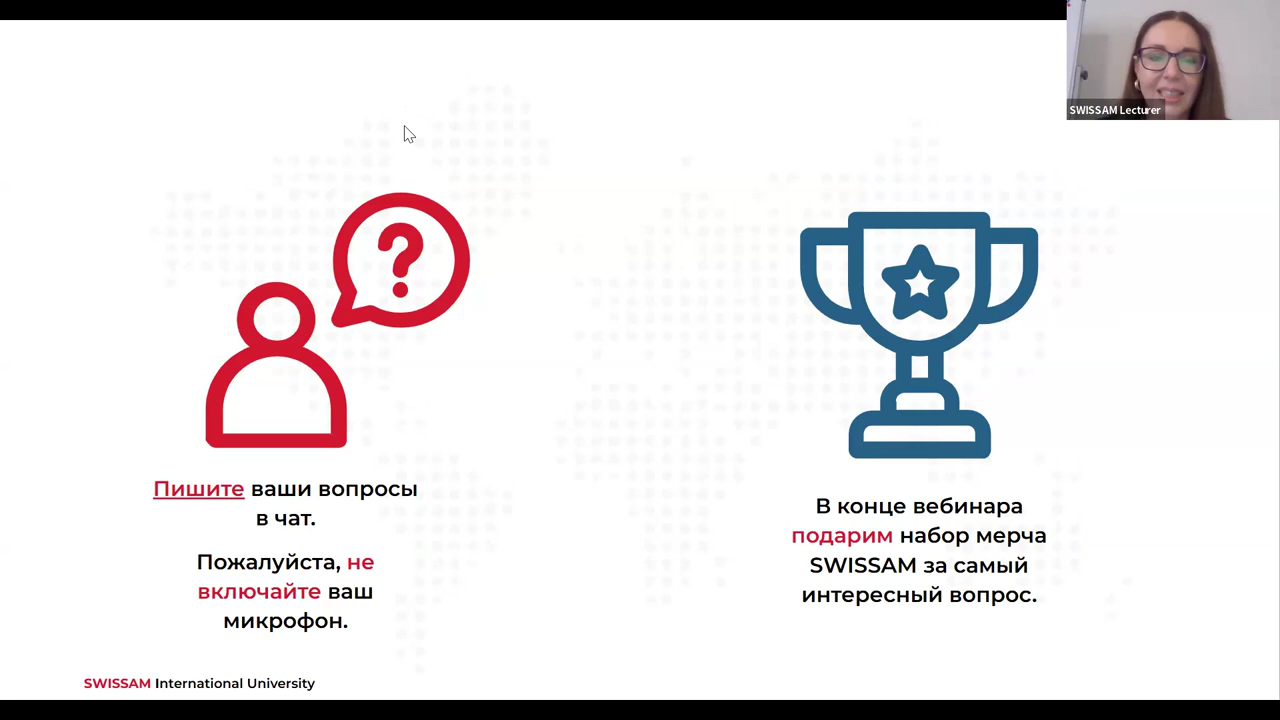 SWISSAM Lecturer
Пишите ваши вопросы
в чат.
Пожалуйста, не
включайте ваш
микрофон.
В конце вебинара
подарим набор мерча
SWISSAM за самый
интересный вопрос.
SWISSAM International University